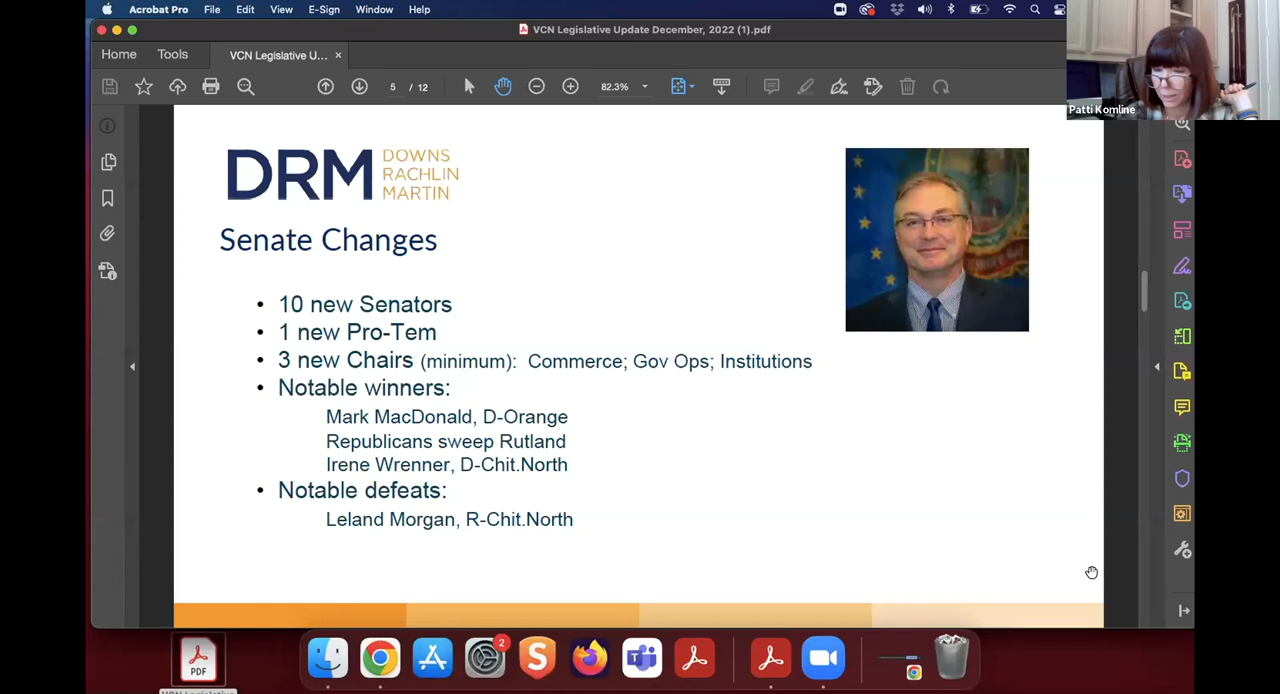 Acrobat Pro File Edit View E-Sign Window Help
VCN Legislative Update December, 2022 (1).pdf
Home Tools VCN Legislative U... ×
5 / 12 82.3%
Patti Komline
DRM DOWNS
RACHLIN
MARTIN
Senate Changes
• 10 new Senators
• 1 new Pro-Tem
• 3 new Chairs (minimum): Commerce; Gov Ops; Institutions
• Notable winners:
Mark MacDonald, D-Orange
Republicans sweep Rutland
Irene Wrenner, D-Chit.North
• Notable defeats:
Leland Morgan, R-Chit.North
2
PDF
VCN Legislative